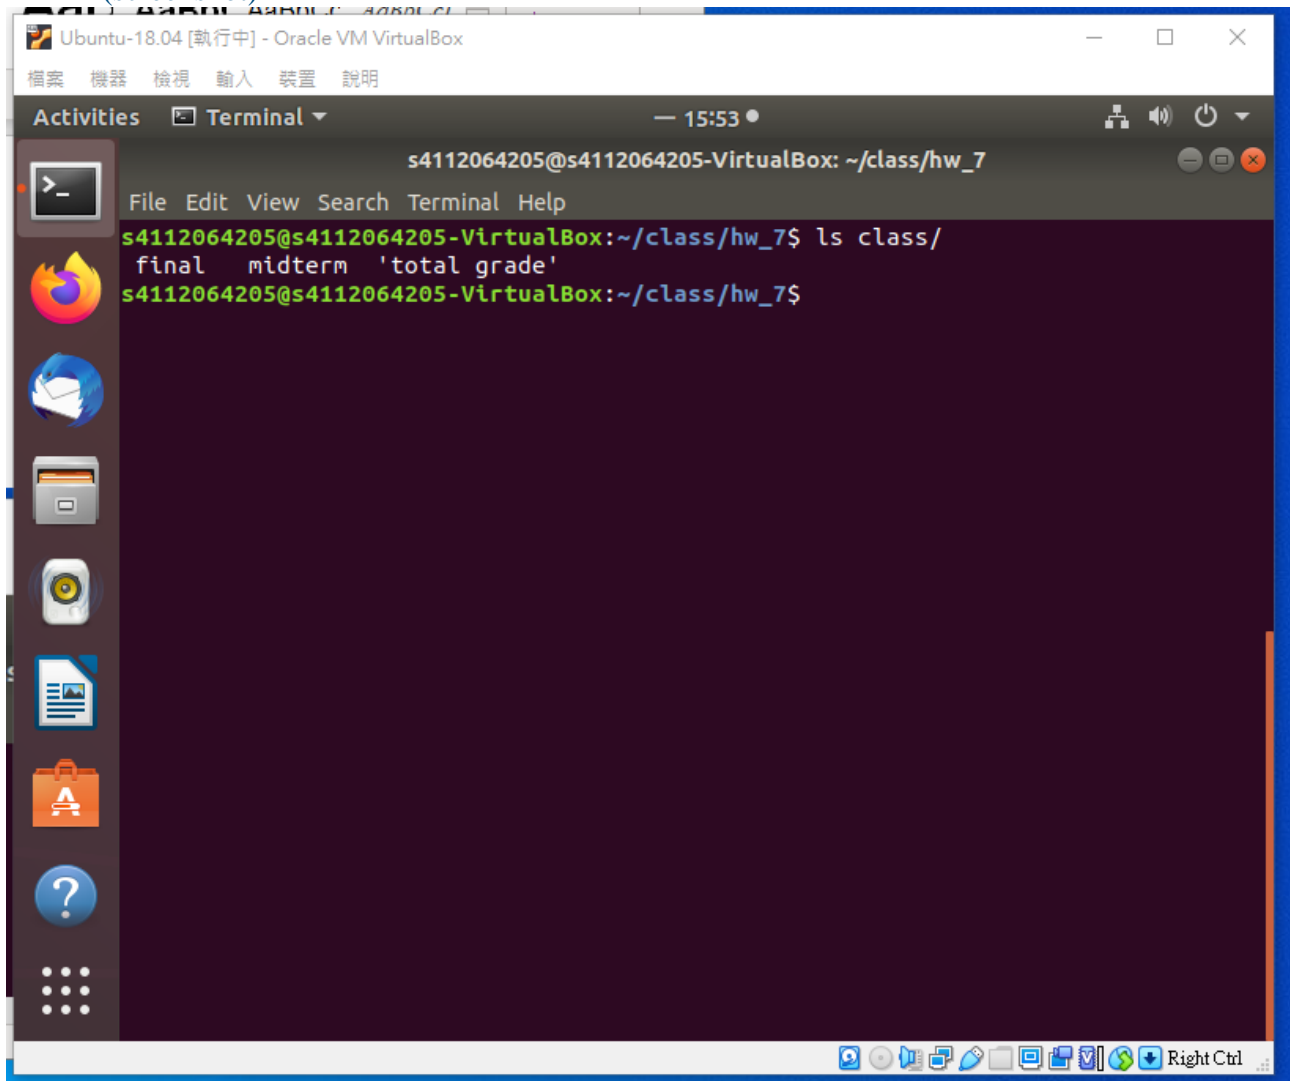 Ubuntu-18.04 [執行中] - Oracle VM VirtualBox
檔案 機器 檢視 輸入 裝置 說明
Activities Terminal 15:53
s4112064205@s4112064205-VirtualBox: ~/class/hw_7
File Edit View Search Terminal Help
s4112064205@s4112064205-VirtualBox:~/class/hw_7$ ls class/
final midterm 'total grade'
s4112064205@s4112064205-VirtualBox:~/class/hw_7$
Right Ctrl